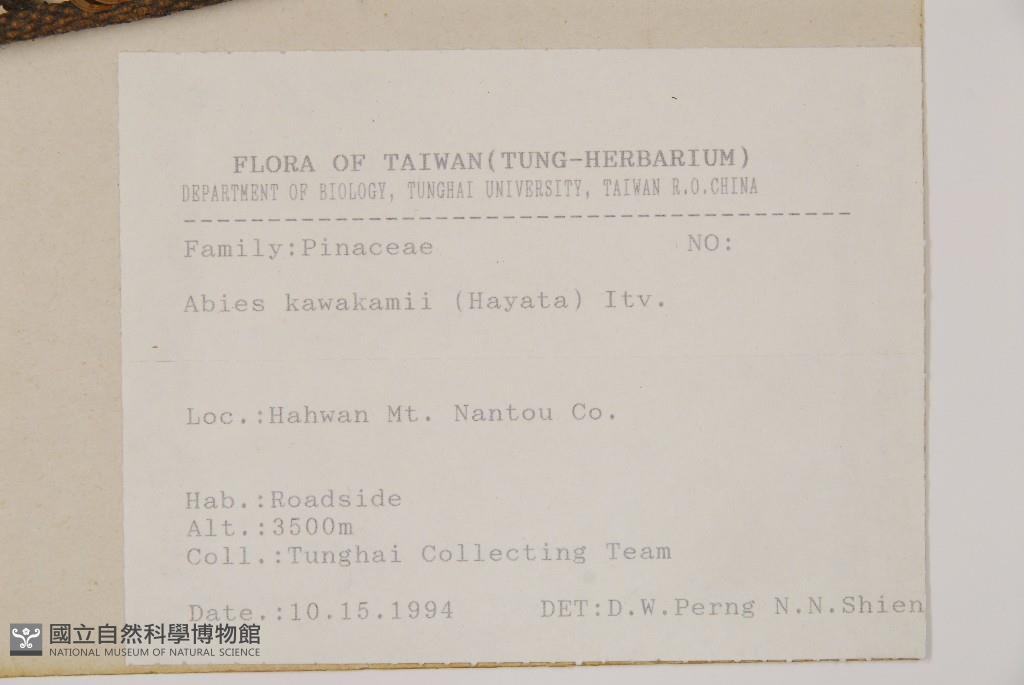 FLORA OF TAIWAN(TUNG-HERBARIUM)
DEPARTMENT OF BIOLOGY, TUNGHAI UNIVERSITY, TAIWAN R.O.CHINA
----------------------------------------
Family:Pinaceae NO:
Abies kawakamii (Hayata) Itv.
Loc.:Hahwan Mt. Nantou Co.
Hab.:Roadside
Alt.:3500m
Coll.:Tunghai Collecting Team
Date.:10.15.1994 DET:D.W.Perng N.N.Shien
國立自然科學博物館
NATIONAL MUSEUM OF NATURAL SCIENCE